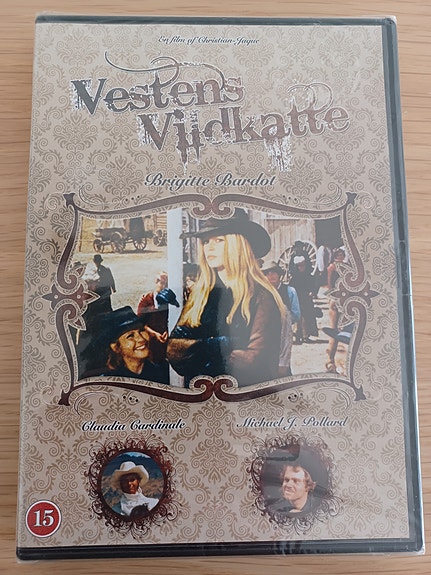 En film af Christian-Jaque
Vestens
Vildkatte
Brigitte Bardot
Claudia Cardinale
Michael J. Pollard
15